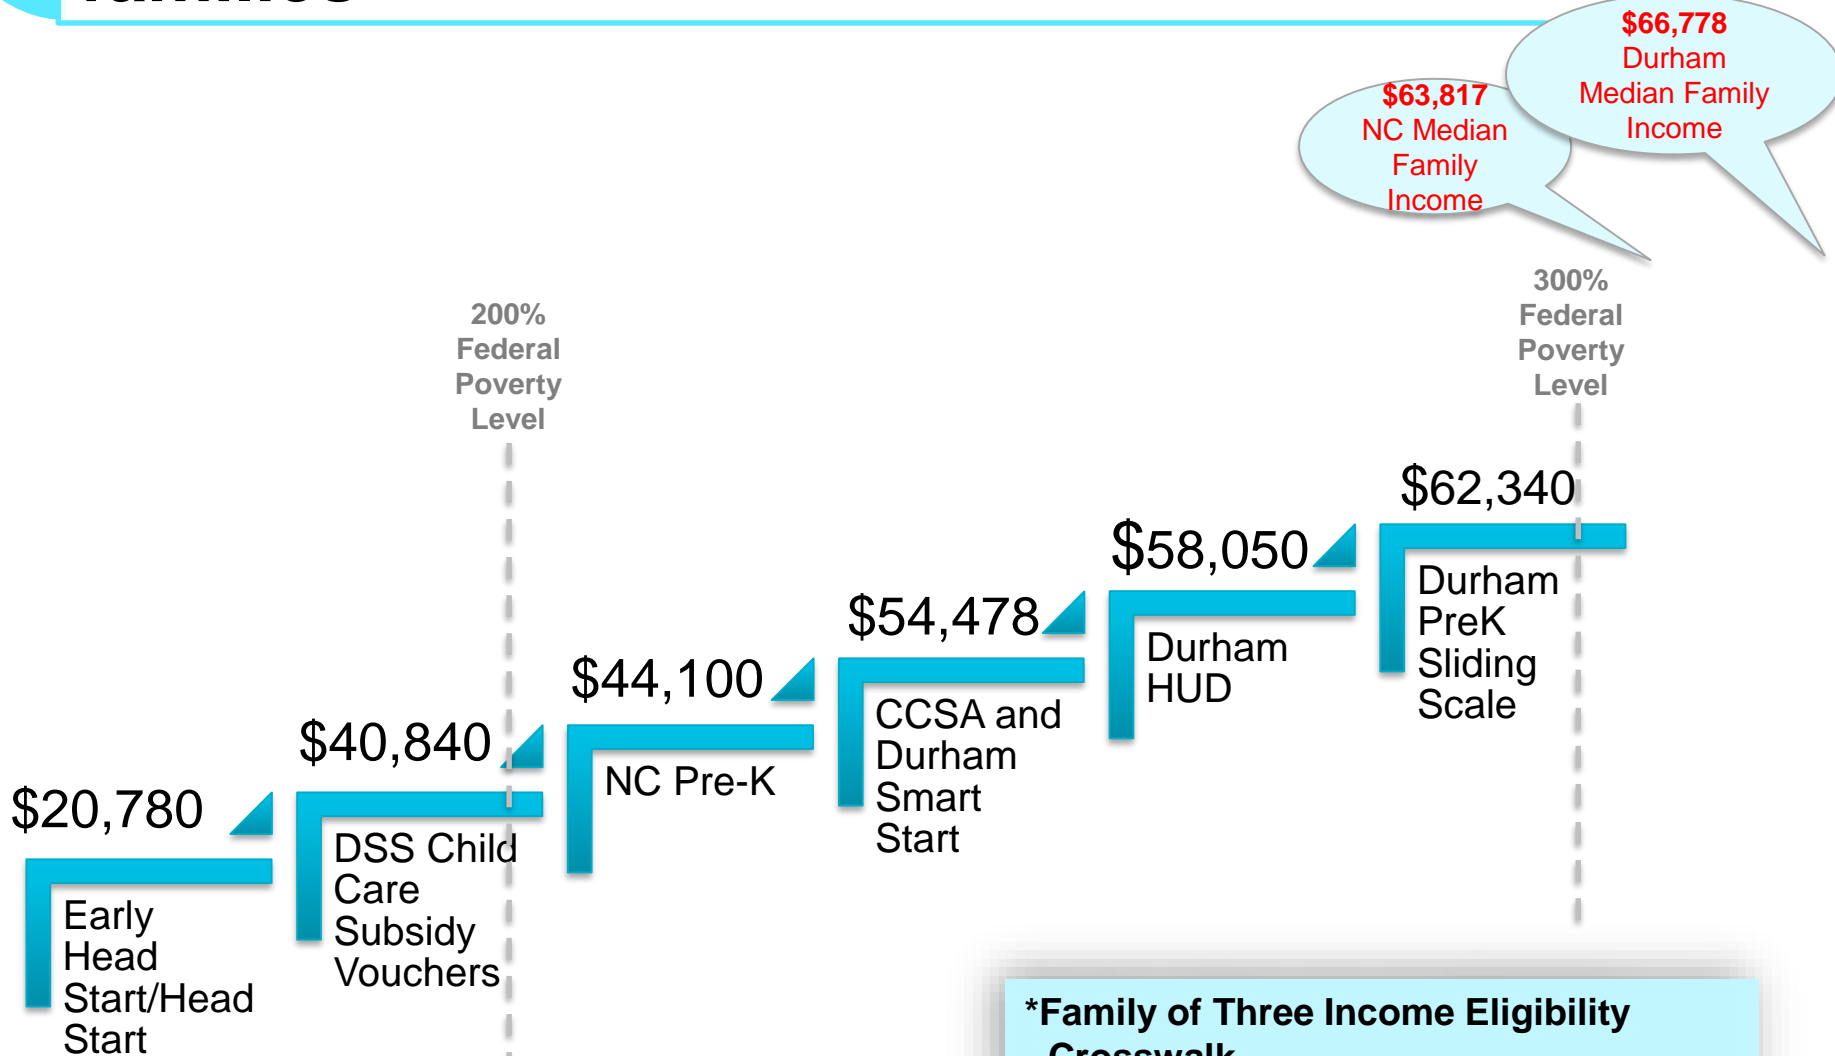 families
$66,778
Durham
Median Family
Income
$63,817
NC Median
Family
Income
200%
Federal
Poverty
Level
300%
Federal
Poverty
Level
$20,780
Early
Head
Start/Head
Start
$40,840
DSS Child
Care
Subsidy
Vouchers
$44,100
NC Pre-K
$54,478
CCSA and
Durham
Smart
Start
$58,050
Durham
HUD
$62,340
Durham
PreK
Sliding
Scale
*Family of Three Income Eligibility
Crosswalk